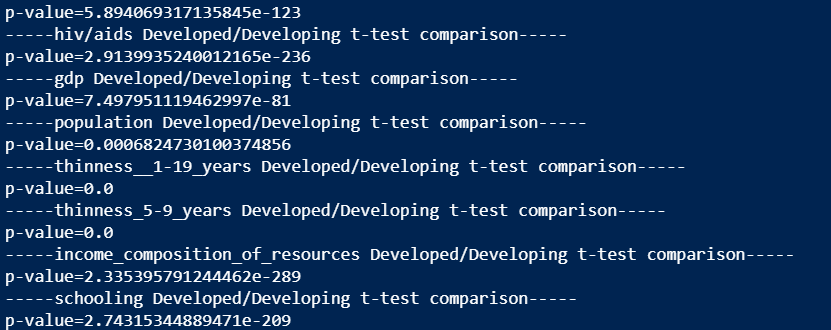 p-value=5.894069317135845e-123
-----hiv/aids Developed/Developing t-test comparison-----
p-value=2.9139935240012165e-236
-----gdp Developed/Developing t-test comparison-----
p-value=7.497951119462997e-81
-----population Developed/Developing t-test comparison-----
p-value=0.0006824730100374856
-----thinness__1-19_years Developed/Developing t-test comparison-----
p-value=0.0
-----thinness_5-9_years Developed/Developing t-test comparison-----
p-value=0.0
-----income_composition_of_resources Developed/Developing t-test comparison-----
p-value=2.335395791244462e-289
-----schooling Developed/Developing t-test comparison-----
p-value=2.74315344889471e-209